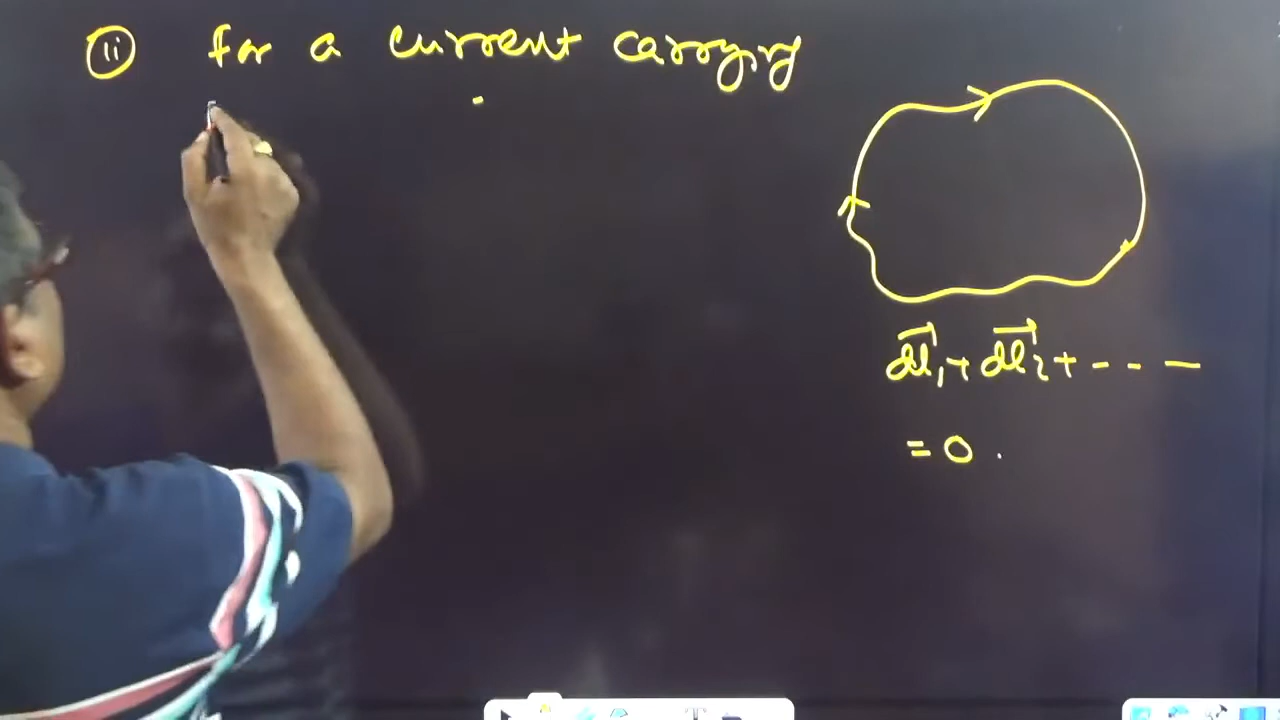 (ii) for a current carrying
→dl₁ + →dl₂ + - - -
= 0 .